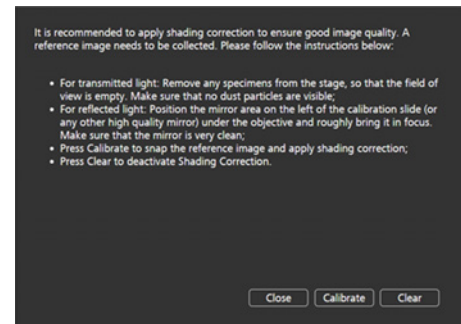 It is recommended to apply shading correction to ensure good image quality. A
reference image needs to be collected. Please follow the instructions below:
• For transmitted light: Remove any specimens from the stage, so that the field of
view is empty. Make sure that no dust particles are visible;
• For reflected light: Position the mirror area on the left of the calibration slide (or
any other high quality mirror) under the objective and roughly bring it in focus.
Make sure that the mirror is very clean;
• Press Calibrate to snap the reference image and apply shading correction;
• Press Clear to deactivate Shading Correction.
Close Calibrate Clear